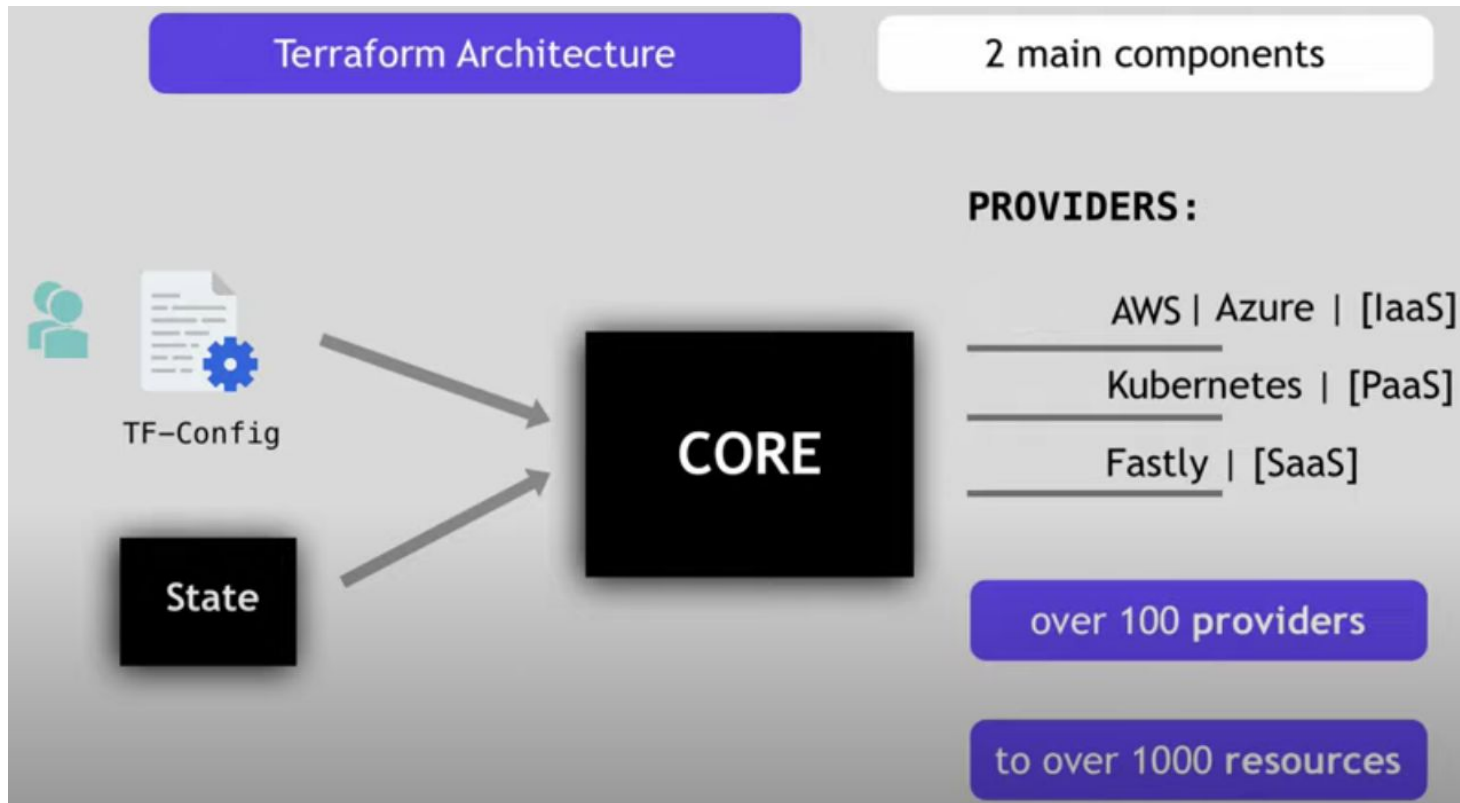 Terraform Architecture
2 main components
PROVIDERS:
AWS | Azure | [IaaS]
Kubernetes | [PaaS]
Fastly | [SaaS]
TF-Config
CORE
State
over 100 providers
to over 1000 resources